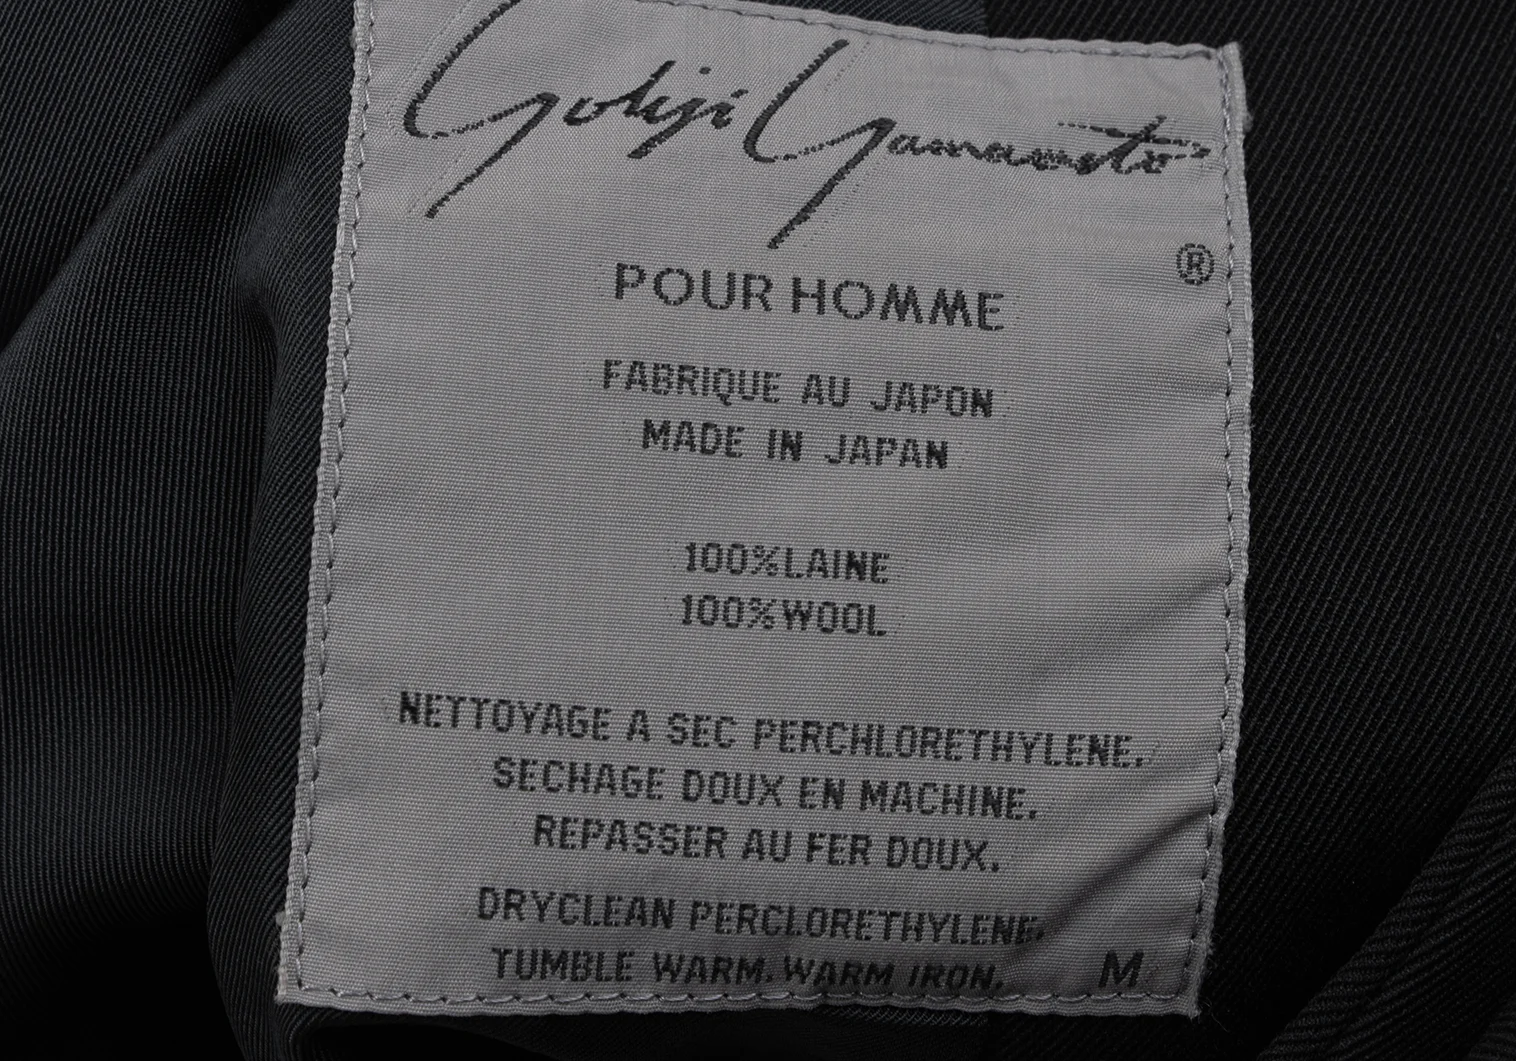 Yohji Yamamoto
®
POUR HOMME
FABRIQUE AU JAPON
MADE IN JAPAN
100%LAINE
100%WOOL
NETTOYAGE A SEC PERCHLORETHYLENE.
SECHAGE DOUX EN MACHINE.
REPASSER AU FER DOUX.
DRYCLEAN PERCLORETHYLENE.
TUMBLE WARM. WARM IRON. M